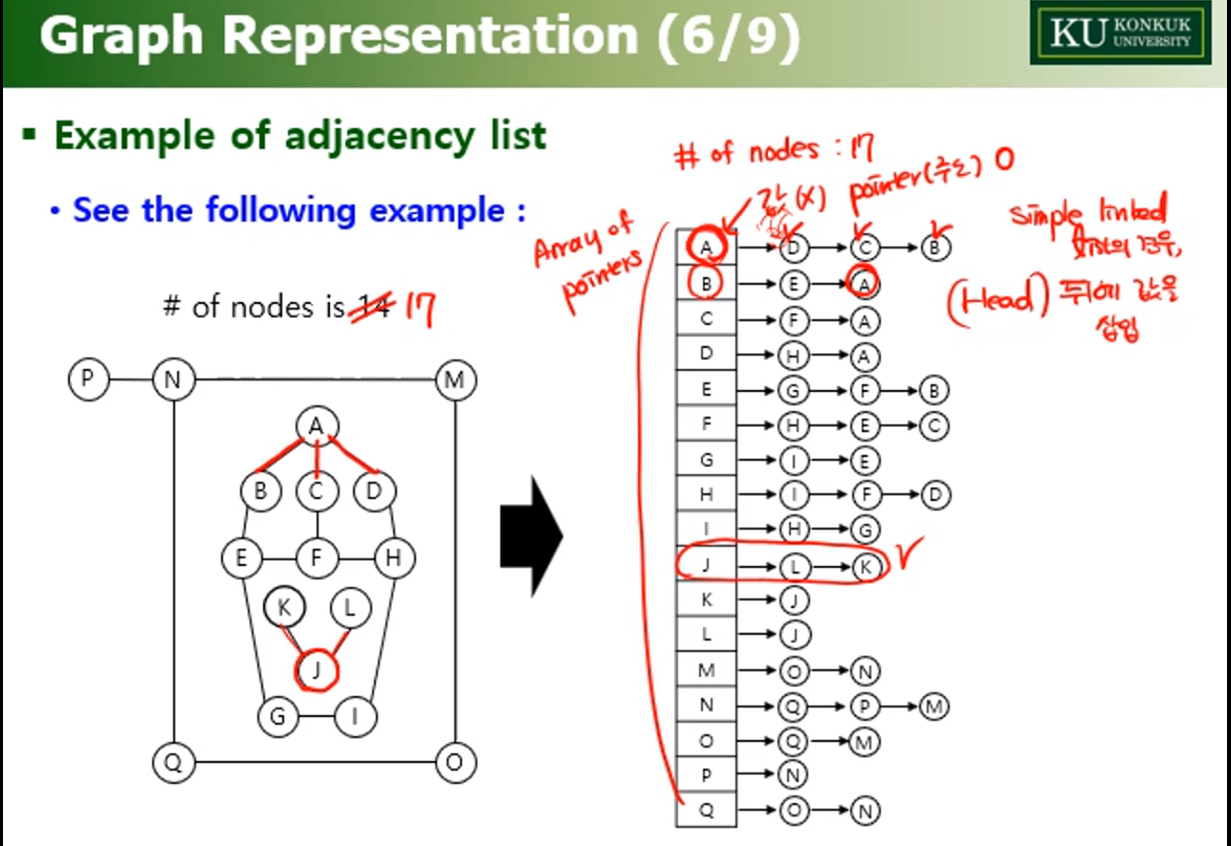 Graph Representation (6/9)
KU KONKUK
UNIVERSITY
▪ Example of adjacency list
# of nodes : 17
• See the following example :
값(x) pointer(주소) O
Array of
pointers
simple linked
list의 경우,
(Head) 뒤에 값을
삽입
# of nodes is 14 17
P N M
A
B C D
E F H
K L
J
G I
Q O
A D C B
B E A
C F A
D H A
E G F B
F H E C
G I E
H I F D
I H G
J L K
K J
L J
M O N
N Q P M
O Q M
P N
Q O N